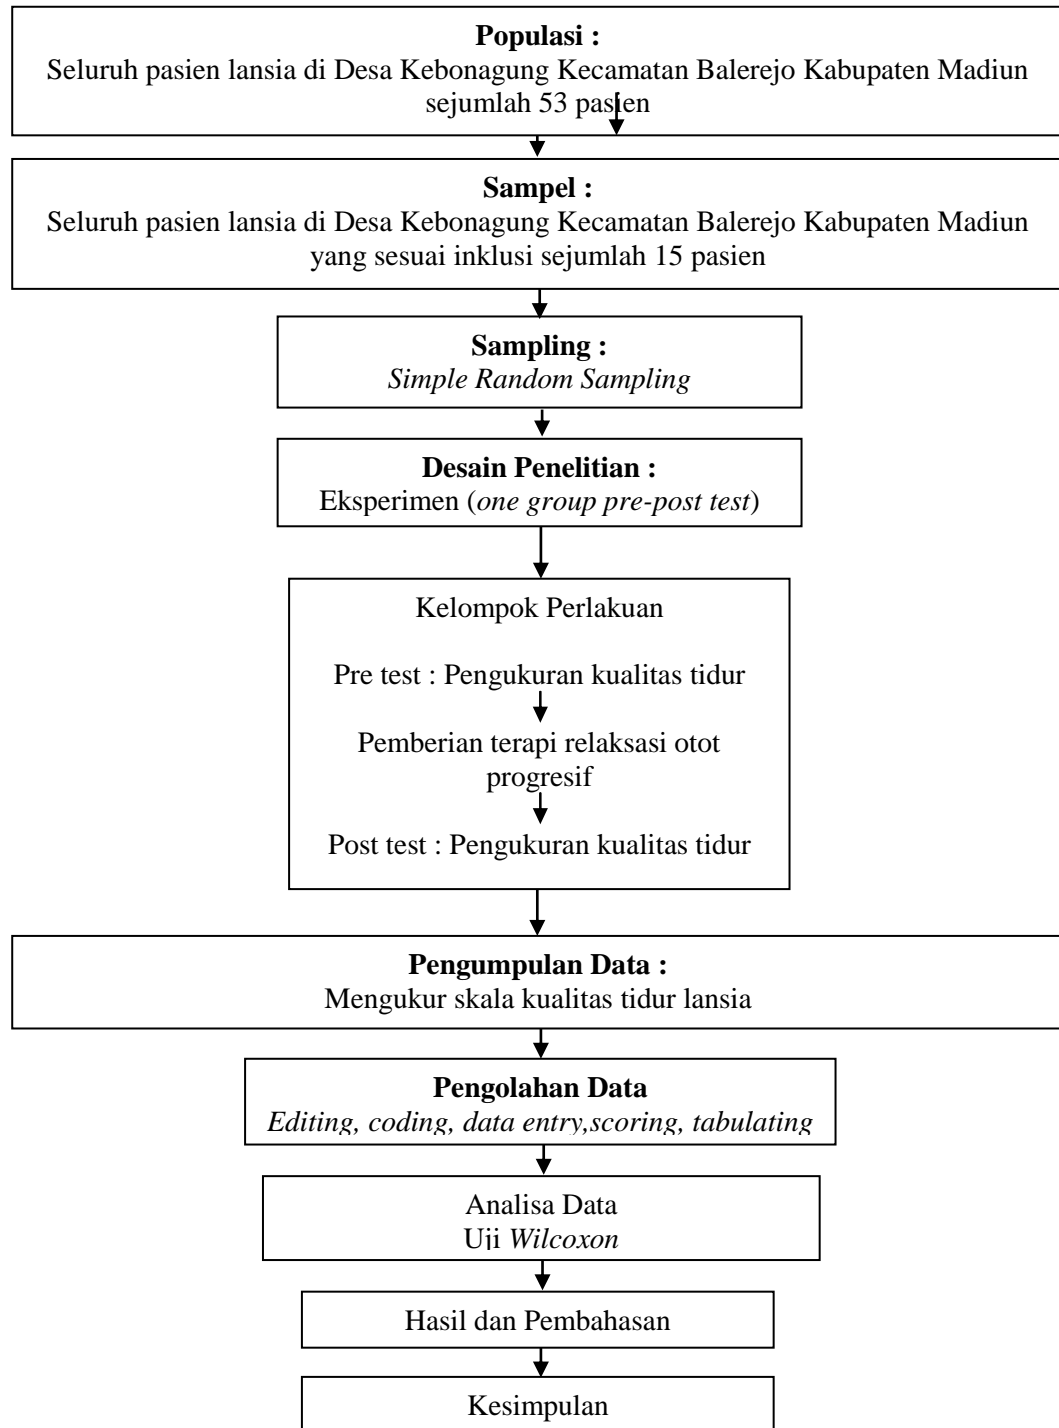 Populasi :
Seluruh pasien lansia di Desa Kebonagung Kecamatan Balerejo Kabupaten Madiun
sejumlah 53 pasien
Sampel :
Seluruh pasien lansia di Desa Kebonagung Kecamatan Balerejo Kabupaten Madiun
yang sesuai inklusi sejumlah 15 pasien
Sampling :
Simple Random Sampling
Desain Penelitian :
Eksperimen (one group pre-post test)
Kelompok Perlakuan
Pre test : Pengukuran kualitas tidur
Pemberian terapi relaksasi otot
progresif
Post test : Pengukuran kualitas tidur
Pengumpulan Data :
Mengukur skala kualitas tidur lansia
Pengolahan Data
Editing, coding, data entry,scoring, tabulating
Analisa Data
Uji Wilcoxon
Hasil dan Pembahasan
Kesimpulan